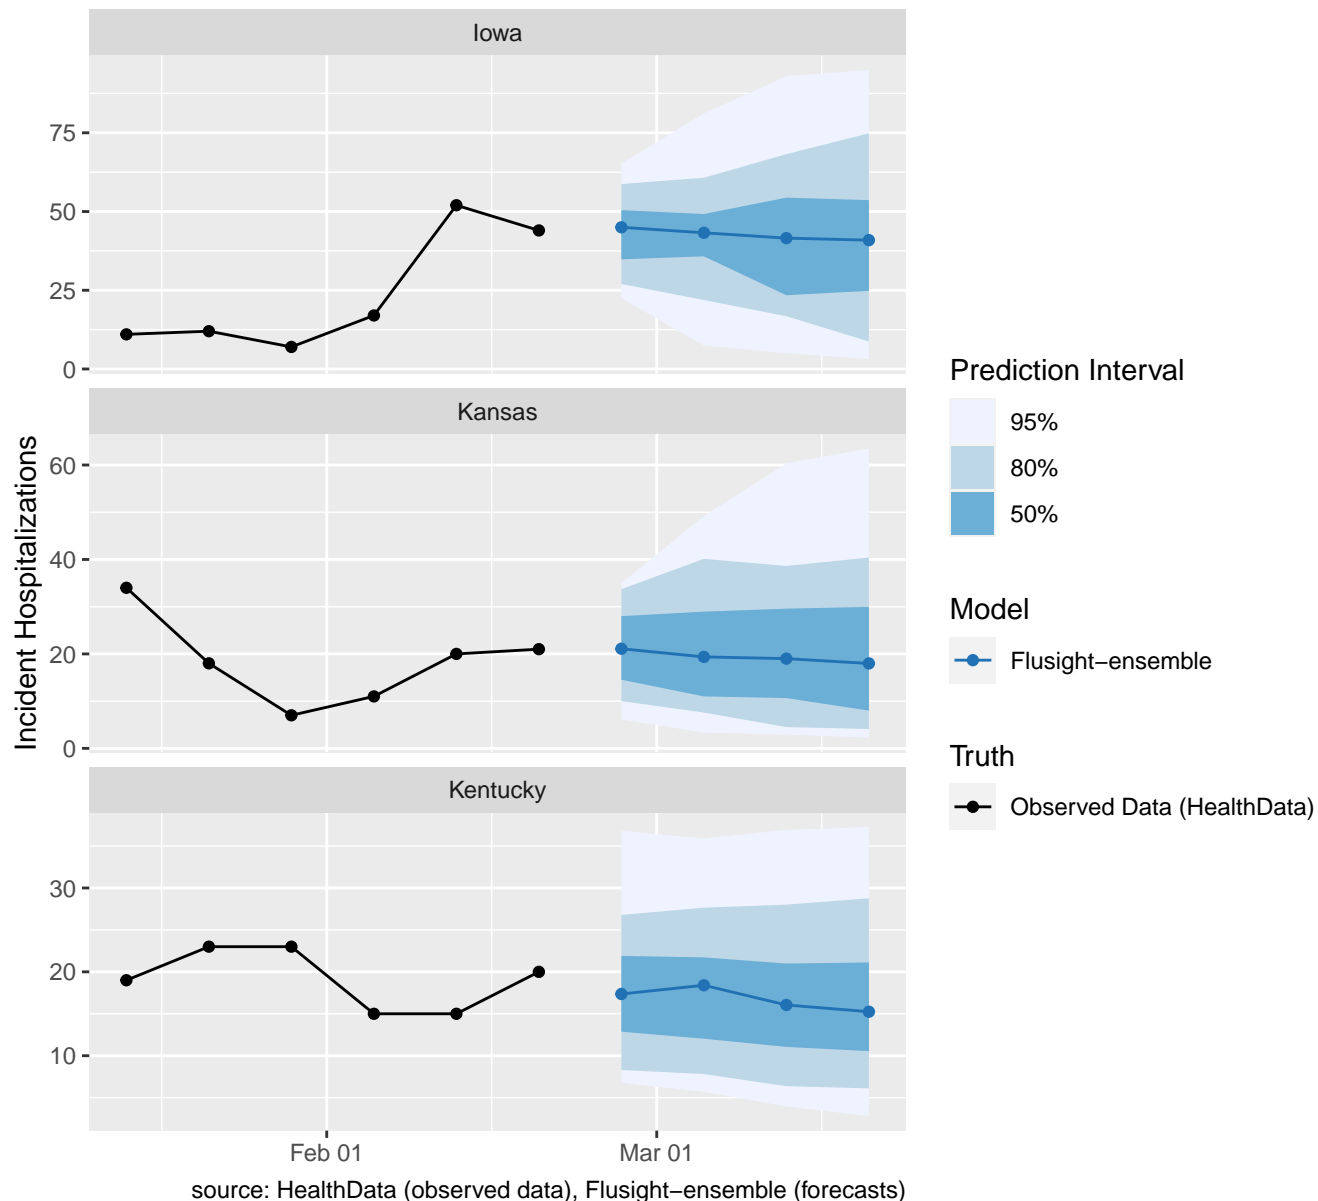 Iowa
75
50
25
0
Kansas
60
40
20
0
Kentucky
30
20
10
Incident Hospitalizations
Feb 01
Mar 01
source: HealthData (observed data), Flusight−ensemble (forecasts)
Prediction Interval
95%
80%
50%
Model
Flusight−ensemble
Truth
Observed Data (HealthData)